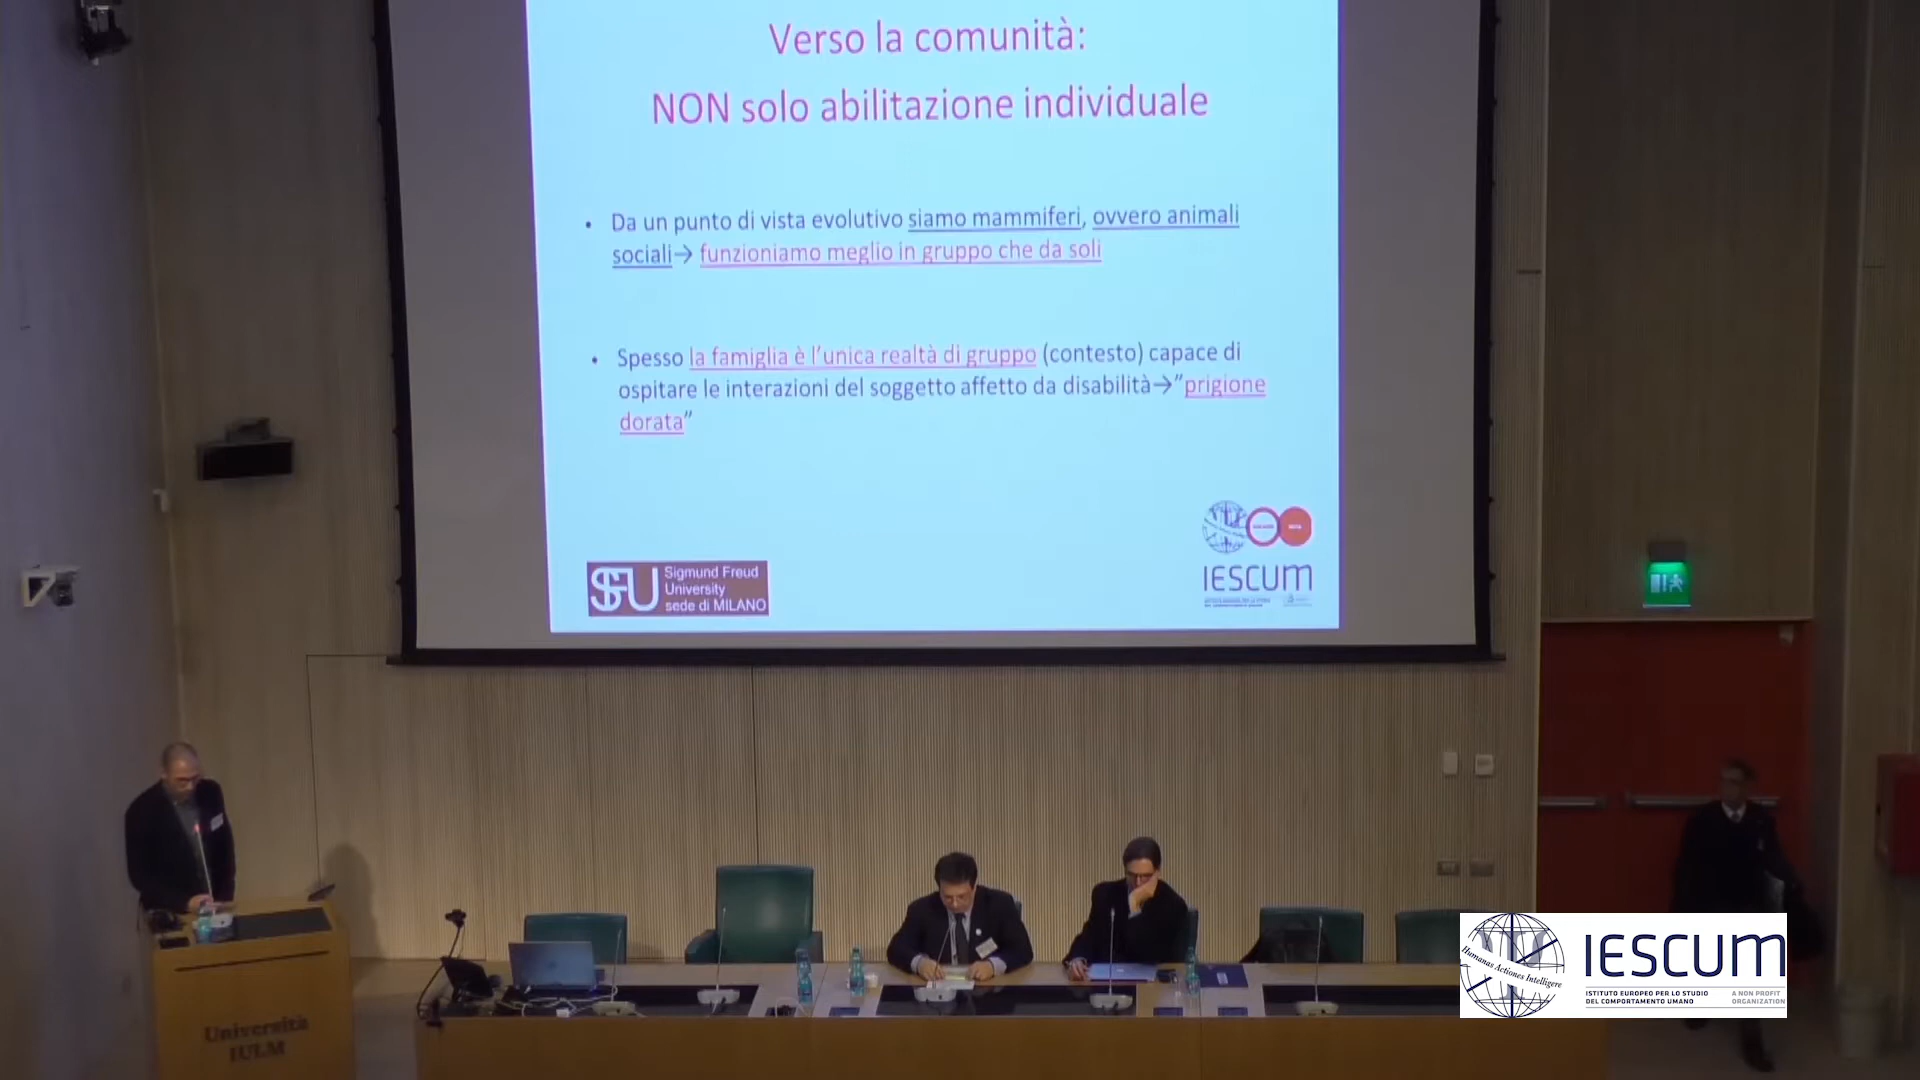 Verso la comunità:
NON solo abilitazione individuale
• Da un punto di vista evolutivo siamo mammiferi, ovvero animali
sociali→ funzioniamo meglio in gruppo che da soli
• Spesso la famiglia è l’unica realtà di gruppo (contesto) capace di
ospitare le interazioni del soggetto affetto da disabilità→”prigione
dorata”
SFU
Sigmund Freud
University
sede di MILANO
IESCUM
Università
IULM
Humanas Actiones Intelligere
IESCUM
ISTITUTO EUROPEO PER LO STUDIO
DEL COMPORTAMENTO UMANO
A NON PROFIT
ORGANIZATION